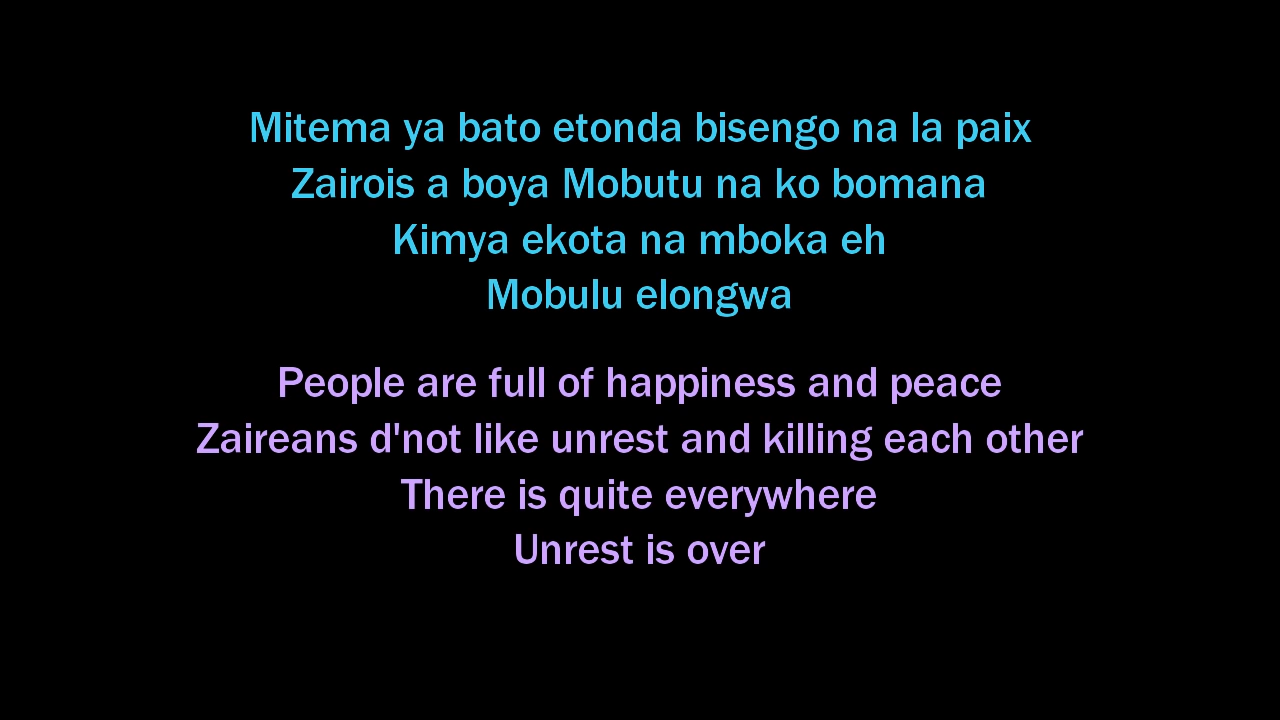 Mitema ya bato etonda bisengo na la paix
Zairois a boya Mobutu na ko bomana
Kimya ekota na mboka eh
Mobulu elongwa
People are full of happiness and peace
Zaireans d'not like unrest and killing each other
There is quite everywhere
Unrest is over